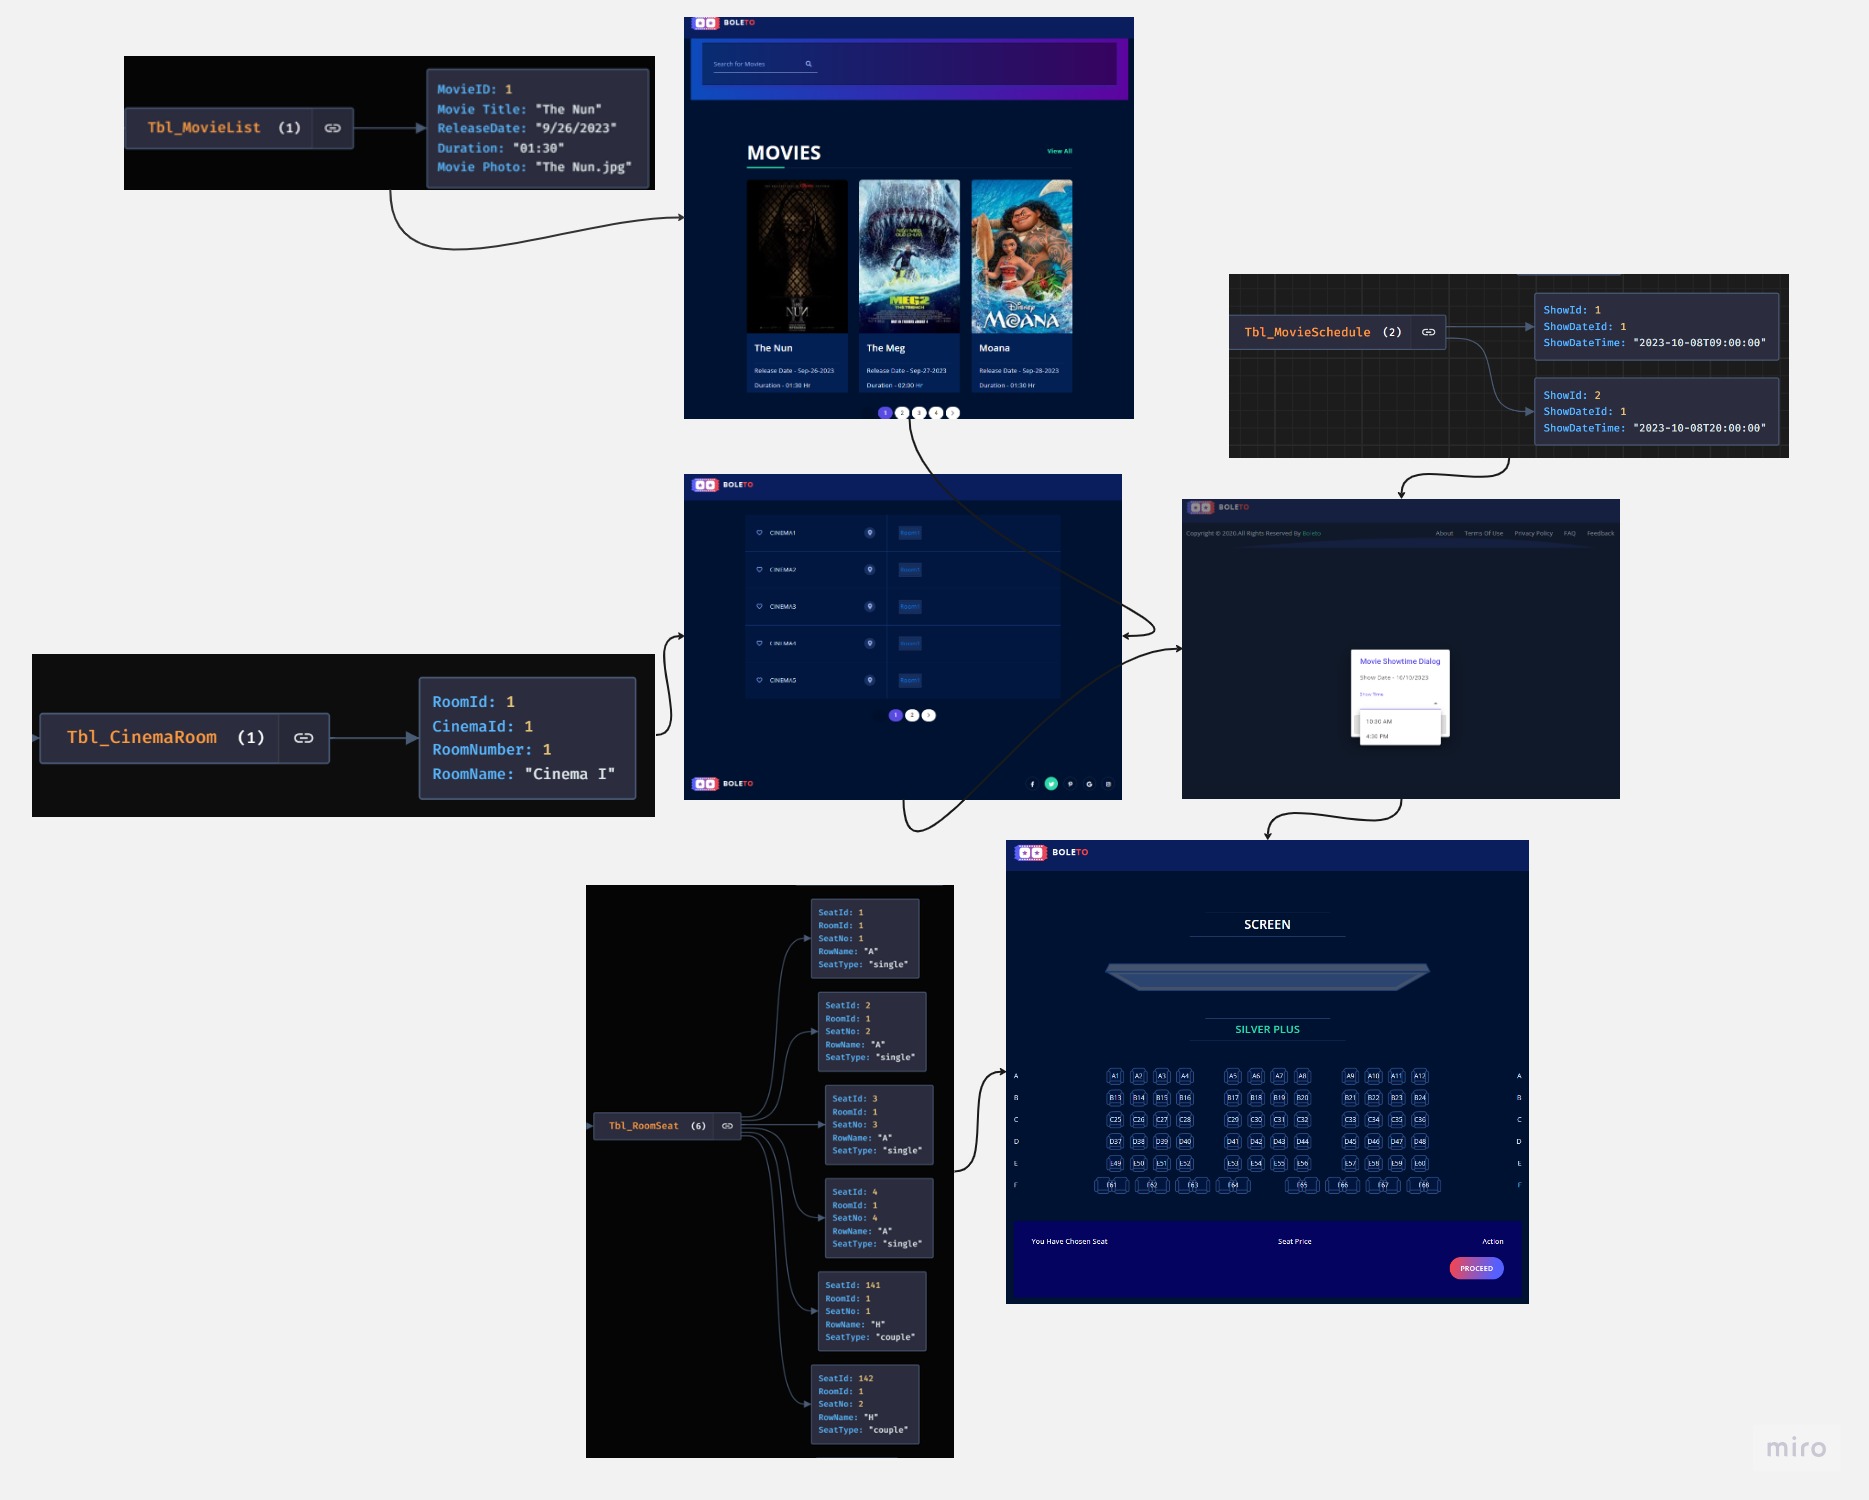 Tbl_MovieList (1)
MovieID: 1
Movie Title: "The Nun"
ReleaseDate: "9/26/2023"
Duration: "01:30"
Movie Photo: "The Nun.jpg"
BOLETO
Search for Movies
MOVIES
View All
THE NUN II
MEG2
Disney
MOANA
The Nun
Release Date - Sep-26-2023
Duration - 01:30 Hr
The Meg
Release Date - Sep-27-2023
Duration - 02:00 Hr
Moana
Release Date - Sep-28-2023
Duration - 01:30 Hr
1 2 3 4 >
Tbl_MovieSchedule (2)
ShowId: 1
ShowDateId: 1
ShowDateTime: "2023-10-08T09:00:00"
ShowId: 2
ShowDateId: 1
ShowDateTime: "2023-10-08T20:00:00"
BOLETO
CINEMA1 Room1
CINEMA2
CINEMA3 Room1
CINEMA4
CINEMA5 Room1
1 2 >
BOLETO
BOLETO
Copyright © 2020.All Rights Reserved By Boleto
About Terms Of Use Privacy Policy FAQ Feedback
Movie Showtime Dialog
Show Date - 10/10/2023
Show Time
10:30 AM
4:30 PM
Tbl_CinemaRoom (1)
RoomId: 1
CinemaId: 1
RoomNumber: 1
RoomName: "Cinema I"
Tbl_RoomSeat (6)
SeatId: 1
RoomId: 1
SeatNo: 1
RowName: "A"
SeatType: "single"
SeatId: 2
RoomId: 1
SeatNo: 2
RowName: "A"
SeatType: "single"
SeatId: 3
RoomId: 1
SeatNo: 3
RowName: "A"
SeatType: "single"
SeatId: 4
RoomId: 1
SeatNo: 4
RowName: "A"
SeatType: "single"
SeatId: 141
RoomId: 1
SeatNo: 1
RowName: "H"
SeatType: "couple"
SeatId: 142
RoomId: 1
SeatNo: 2
RowName: "H"
SeatType: "couple"
BOLETO
SCREEN
SILVER PLUS
A A1 A2 A3 A4 A5 A6 A7 A8 A9 A10 A11 A12 A
B B13 B14 B15 B16 B17 B18 B19 B20 B21 B22 B23 B24 B
C C25 C26 C27 C28 C29 C30 C31 C32 C33 C34 C35 C36 C
D D37 D38 D39 D40 D41 D42 D43 D44 D45 D46 D47 D48 D
E E49 E50 E51 E52 E53 E54 E55 E56 E57 E58 E59 E60 E
F F61 F62 F63 F64 F65 F66 F67 F68 F
You Have Chosen Seat Seat Price Action
PROCEED
miro